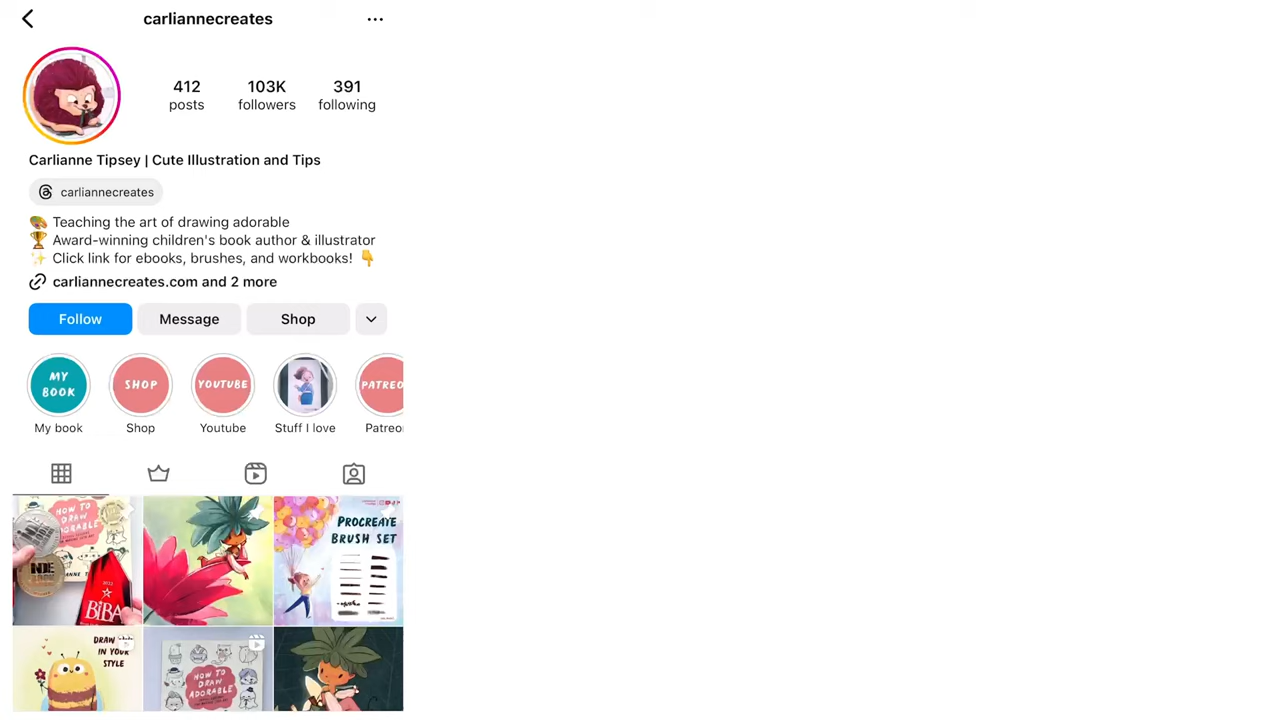 carliannecreates
412
posts
103K
followers
391
following
Carlianne Tipsey | Cute Illustration and Tips
carliannecreates
Teaching the art of drawing adorable
Award-winning children's book author & illustrator
Click link for ebooks, brushes, and workbooks!
carliannecreates.com and 2 more
Follow
Message
Shop
MY
BOOK
SHOP
YOUTUBE
PATREO
My book
Shop
Youtube
Stuff I love
Patreo
HOW TO
DRAW
BIBA
PROCREATE
BRUSH SET
DRAW
IN YOUR
STYLE
HOW TO
DRAW
ADORABLE